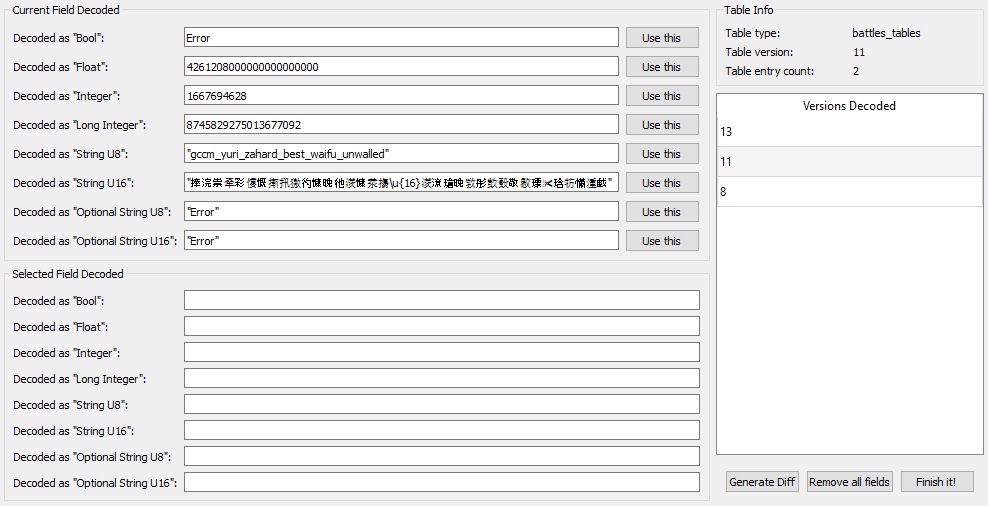 Current Field Decoded
Decoded as "Bool": Error Use this
Decoded as "Float": 4261208000000000000000 Use this
Decoded as "Integer": 1667694628 Use this
Decoded as "Long Integer": 8745829275013677092 Use this
Decoded as "String U8": "gccm_yuri_zahard_best_waifu_unwalled" Use this
Decoded as "String U16": Use this
Decoded as "Optional String U8": "Error" Use this
Decoded as "Optional String U16": "Error" Use this
Selected Field Decoded
Decoded as "Bool":
Decoded as "Float":
Decoded as "Integer":
Decoded as "Long Integer":
Decoded as "String U8":
Decoded as "String U16":
Decoded as "Optional String U8":
Decoded as "Optional String U16":
Table Info
Table type: battles_tables
Table version: 11
Table entry count: 2
Versions Decoded
13
11
8
Generate Diff Remove all fields Finish it!